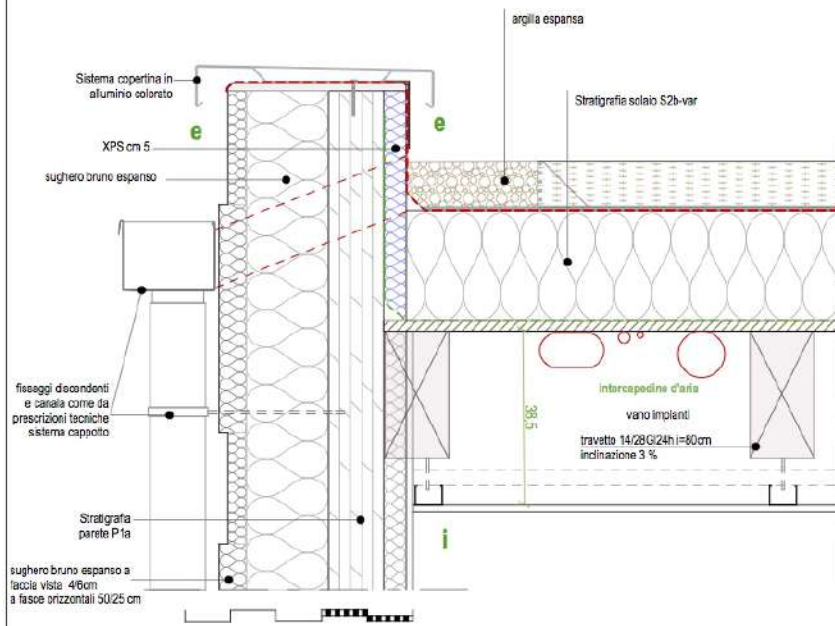 argilla espansa
Sistema copertina in
alluminio colorato
Stratigrafia solaio S2b-var
e
e
XPS cm 5
sughero bruno espanso
fissaggi discendenti
e canala come da
prescrizioni tecniche
sistema cappotto
intercapedine d'aria
38.5
vano impianti
travetto 14/28Gl24h i=80cm
inclinazione 3 %
Stratigrafia
parete P1a
i
sughero bruno espanso a
faccia vista 4/6cm
a fasce orizzontali 50/25 cm